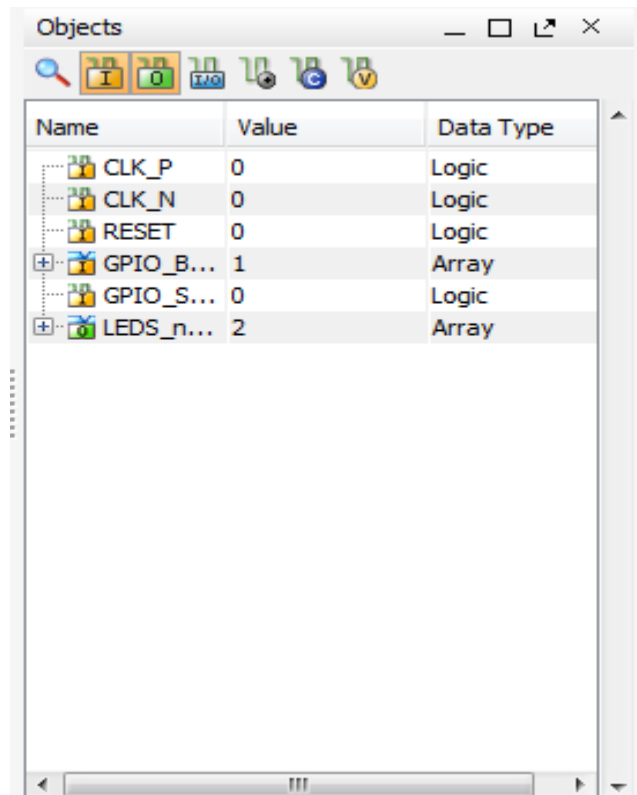 Objects
I O I/O C V
Name Value Data Type
CLK_P 0 Logic
CLK_N 0 Logic
RESET 0 Logic
GPIO_B... 1 Array
GPIO_S... 0 Logic
LEDS_n... 2 Array